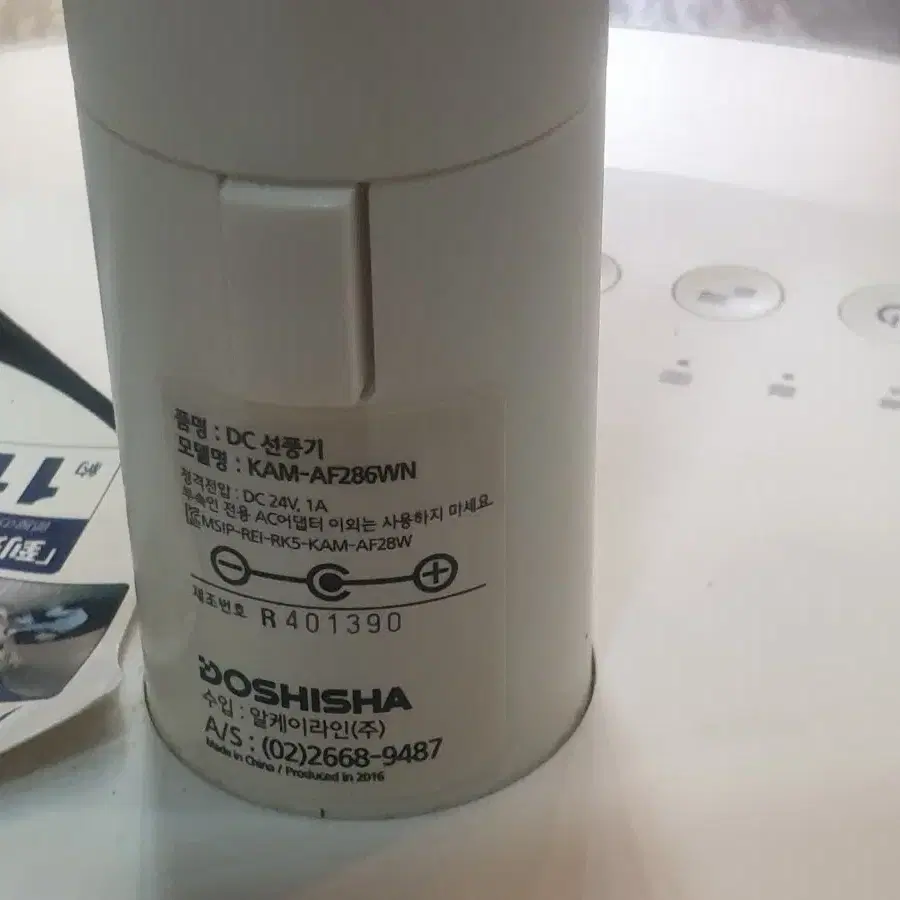 품명 : DC 선풍기
모델명 : KAM-AF286WN
정격전압 : DC 24V, 1A
부속인 전용 AC어댑터 이외는 사용하지 마세요
MSIP-REI-RK5-KAM-AF28W
제조번호 R401390
DOSHISHA
수입 : 알케이라인(주)
A/S : (02)2668-9487
Made in China / Produced in 2016